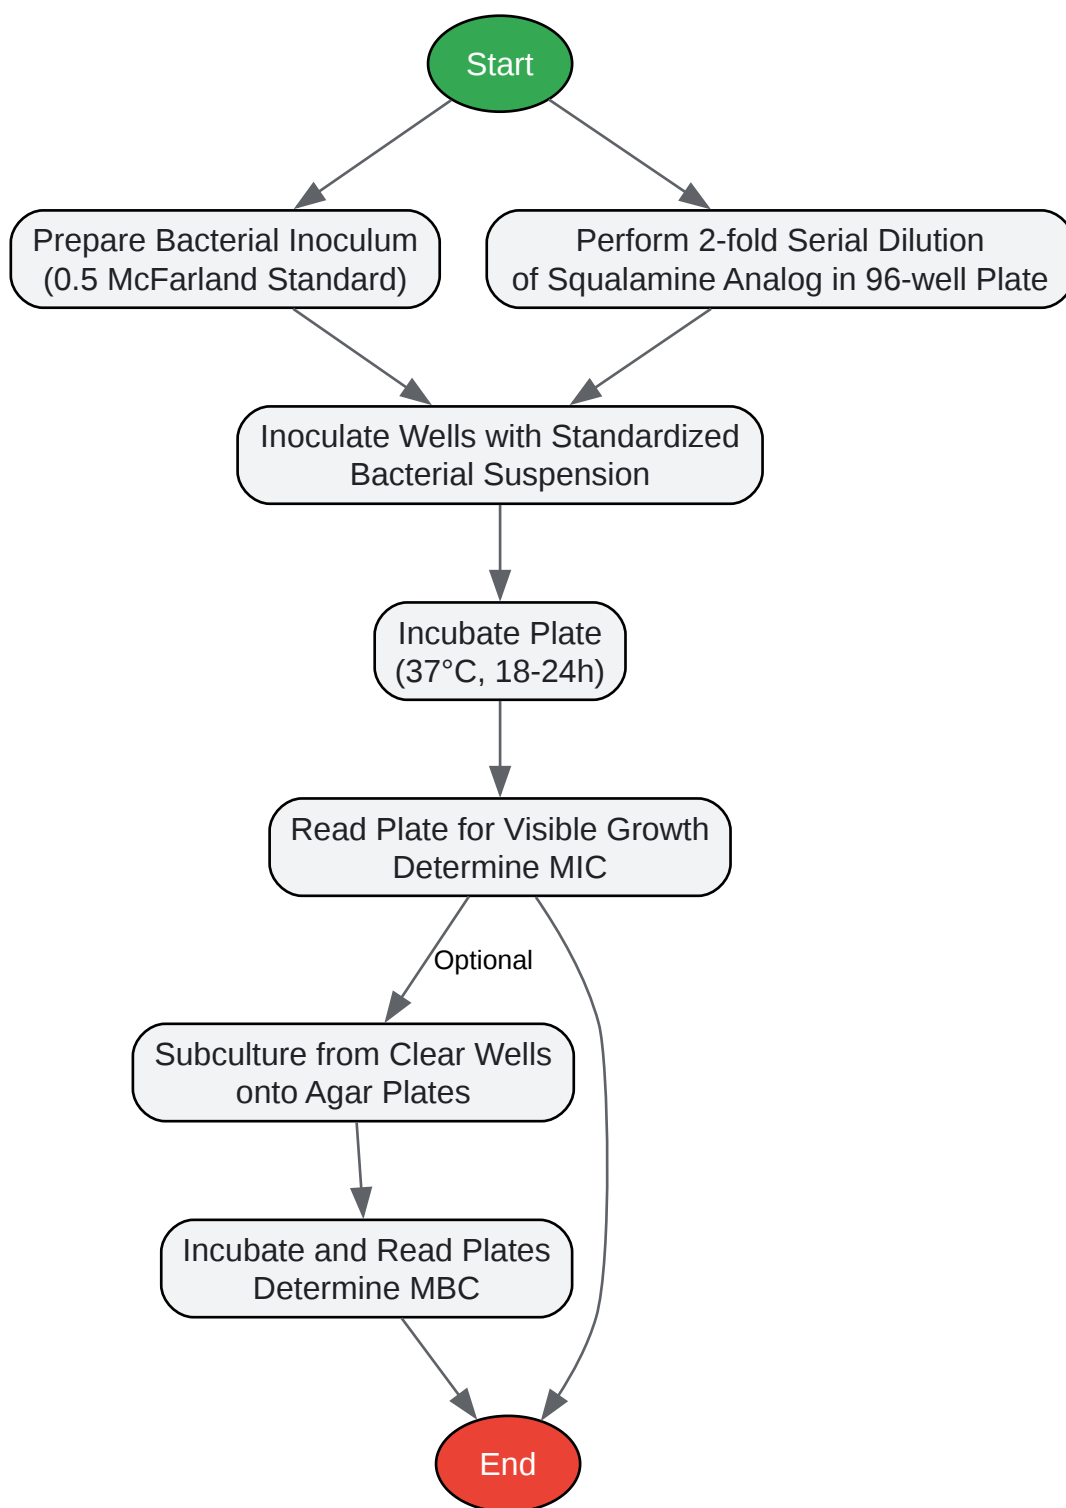 Start
Prepare Bacterial Inoculum
(0.5 McFarland Standard)
Perform 2-fold Serial Dilution
of Squalamine Analog in 96-well Plate
Inoculate Wells with Standardized
Bacterial Suspension
Incubate Plate
(37°C, 18-24h)
Read Plate for Visible Growth
Determine MIC
Optional
Subculture from Clear Wells
onto Agar Plates
Incubate and Read Plates
Determine MBC
End